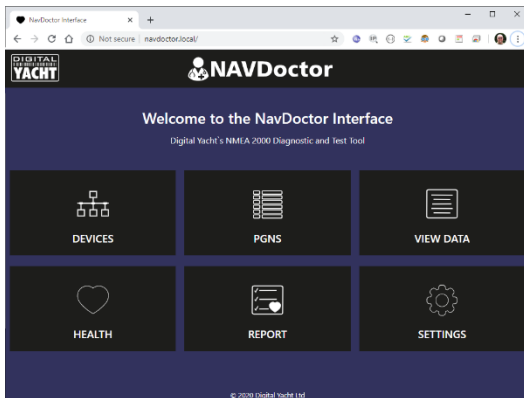 NavDoctor Interface
Not secure | navdoctor.local/
DIGITAL
YACHT
NAVDoctor
Welcome to the NavDoctor Interface
Digital Yacht`s NMEA 2000 Diagnostic and Test Tool
DEVICES
PGNS
VIEW DATA
HEALTH
REPORT
SETTINGS
© 2020 Digital Yacht Ltd